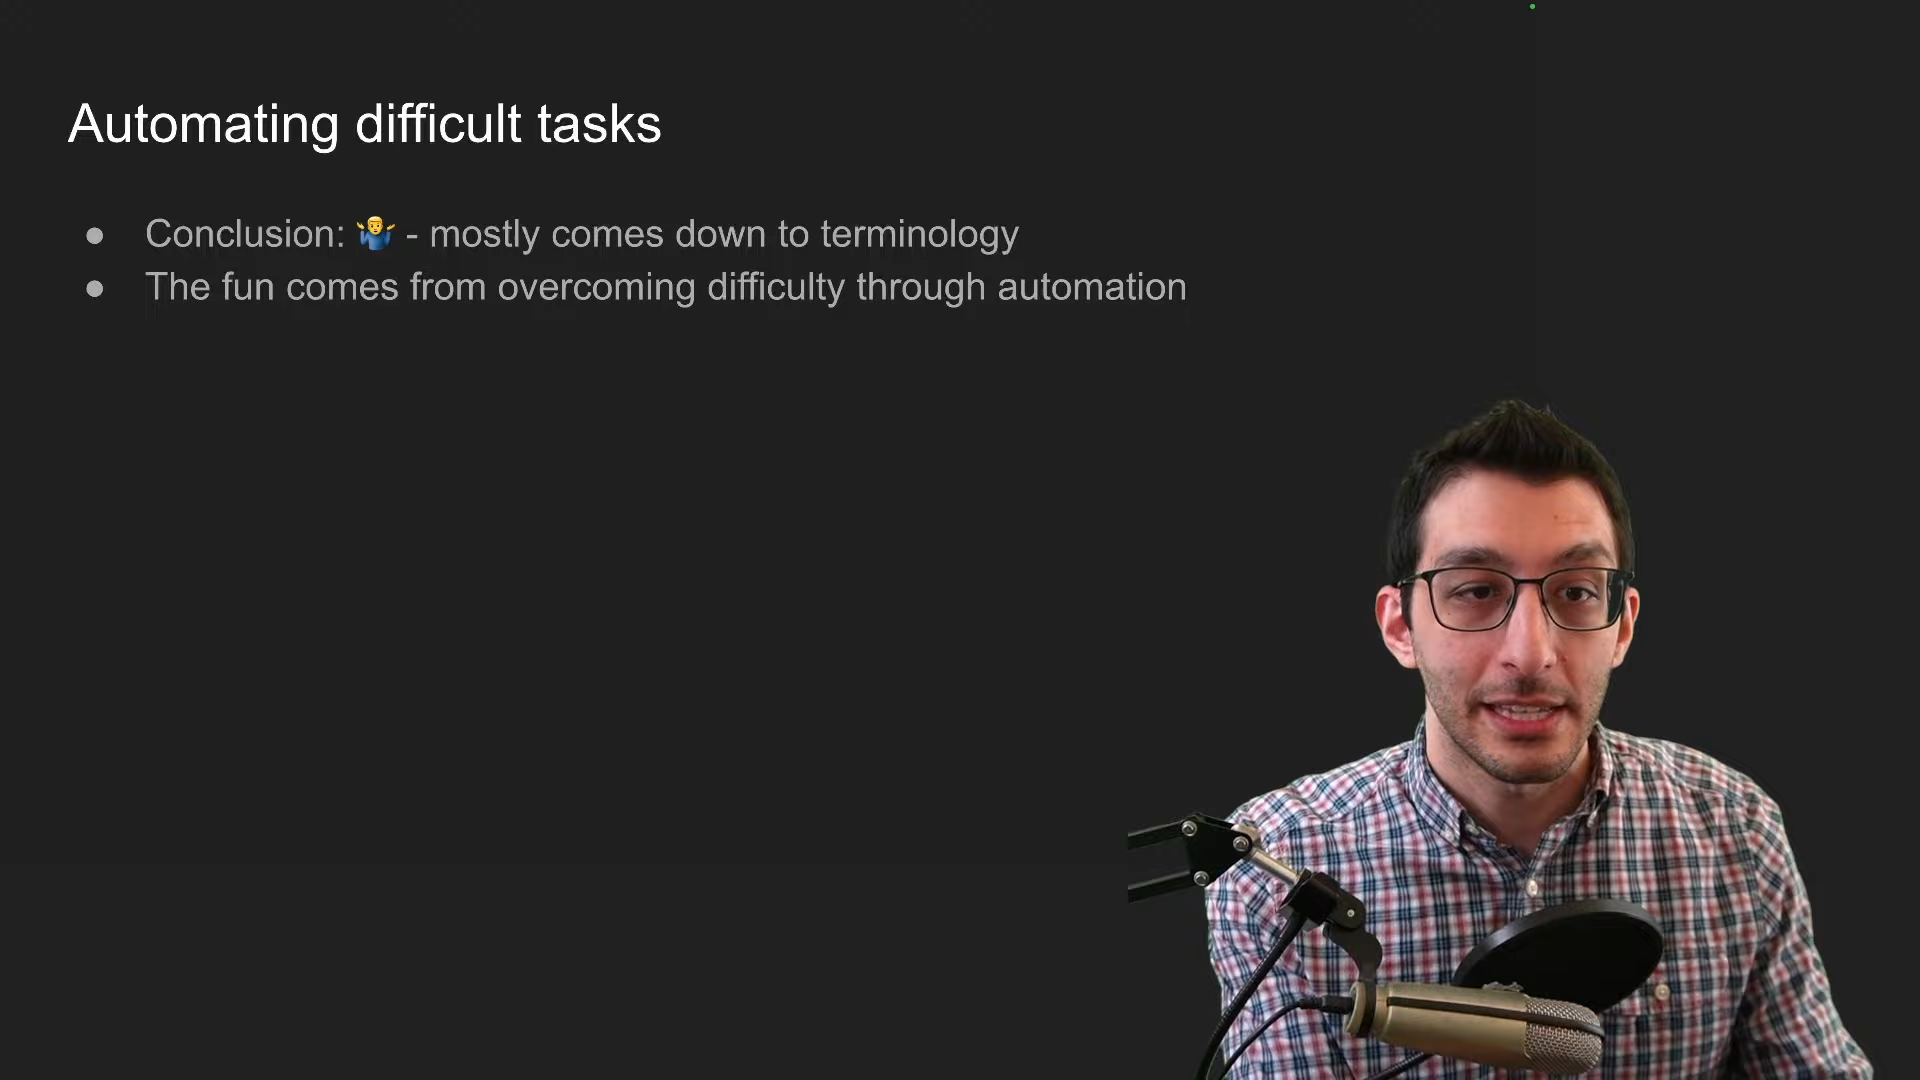 Automating difficult tasks
● Conclusion: 🤷‍♂️ - mostly comes down to terminology
● The fun comes from overcoming difficulty through automation